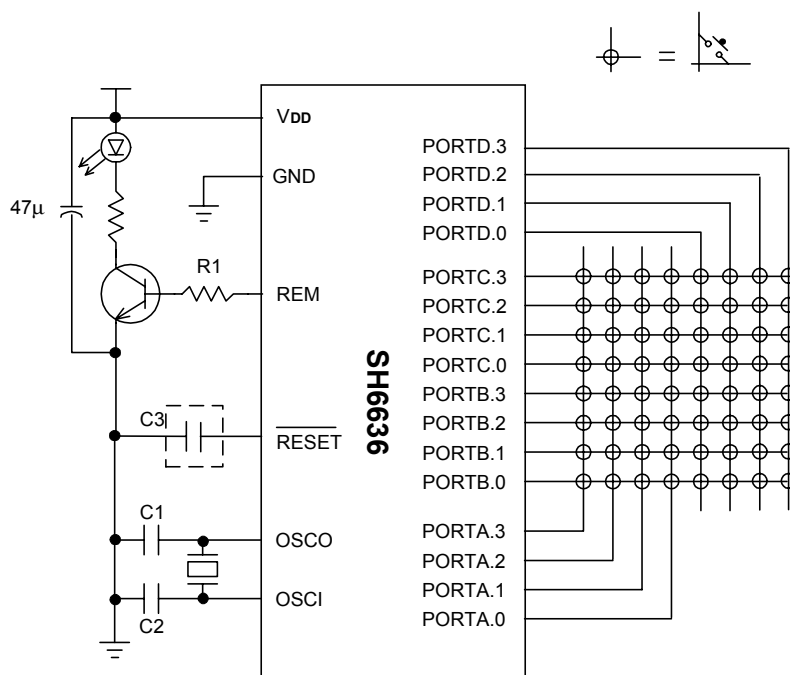 =
VDD
GND
47μ
R1
REM
C3
RESET
C1
OSCO
OSCI
C2
SH6636
PORTD.3
PORTD.2
PORTD.1
PORTD.0
PORTC.3
PORTC.2
PORTC.1
PORTC.0
PORTB.3
PORTB.2
PORTB.1
PORTB.0
PORTA.3
PORTA.2
PORTA.1
PORTA.0